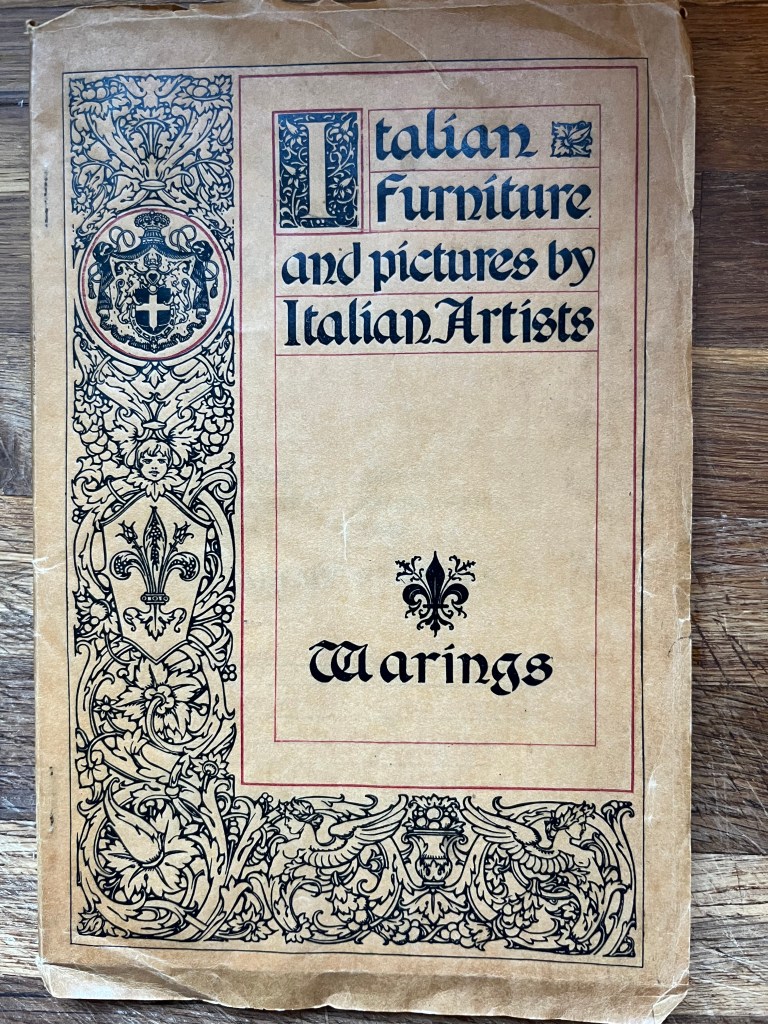 Italian
Furniture
and pictures by
Italian Artists
Warings